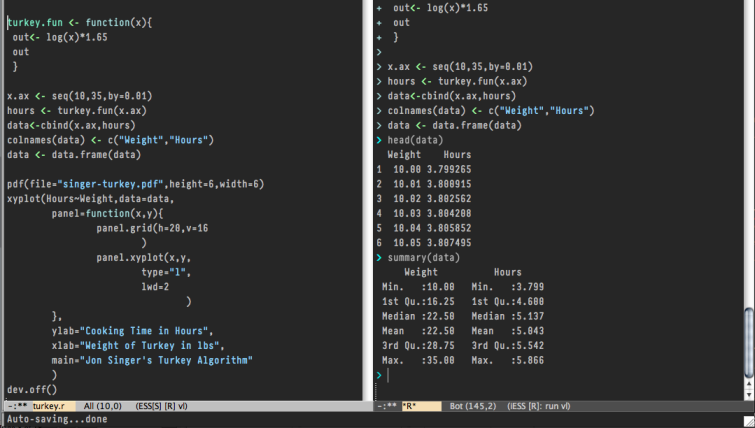 turkey.fun <- function(x){
 out<- log(x)*1.65
 out
 }
x.ax <- seq(10,35,by=0.01)
hours <- turkey.fun(x.ax)
data<-cbind(x.ax,hours)
colnames(data) <- c("Weight","Hours")
data <- data.frame(data)
pdf(file="singer-turkey.pdf",height=6,width=6)
xyplot(Hours~Weight,data=data,
       panel=function(x,y){
               panel.grid(h=20,v=16
                       )
               panel.xyplot(x,y,
                       type="l",
                       lwd=2
                               )
       },
       ylab="Cooking Time in Hours",
       xlab="Weight of Turkey in lbs",
       main="Jon Singer's Turkey Algorithm"
       )
dev.off()
-:** turkey.r    All (10,0)    (ESS[S] [R] vl)
Auto-saving...done
+  out<- log(x)*1.65
+  out
+  }
>
> x.ax <- seq(10,35,by=0.01)
> hours <- turkey.fun(x.ax)
> data<-cbind(x.ax,hours)
> colnames(data) <- c("Weight","Hours")
> data <- data.frame(data)
> head(data)
  Weight    Hours
1  10.00 3.799265
2  10.01 3.800915
3  10.02 3.802562
4  10.03 3.804208
5  10.04 3.805852
6  10.05 3.807495
> summary(data)
     Weight          Hours
 Min.   :10.00   Min.   :3.799
 1st Qu.:16.25   1st Qu.:4.600
 Median :22.50   Median :5.137
 Mean   :22.50   Mean   :5.043
 3rd Qu.:28.75   3rd Qu.:5.542
 Max.   :35.00   Max.   :5.866
>
-:** *R*    Bot (145,2)    (iESS [R]: run vl)